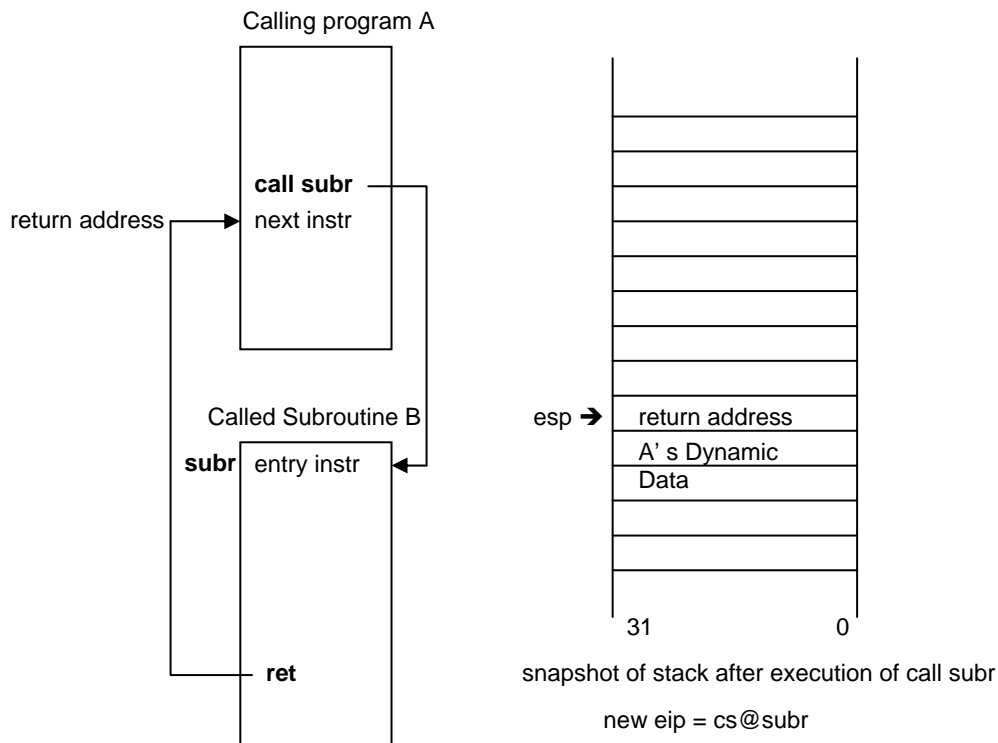 Calling program A
call subr
return address
next instr
Called Subroutine B
subr
entry instr
ret
esp ➔
return address
A' s Dynamic
Data
31
0
snapshot of stack after execution of call subr
new eip = cs@subr